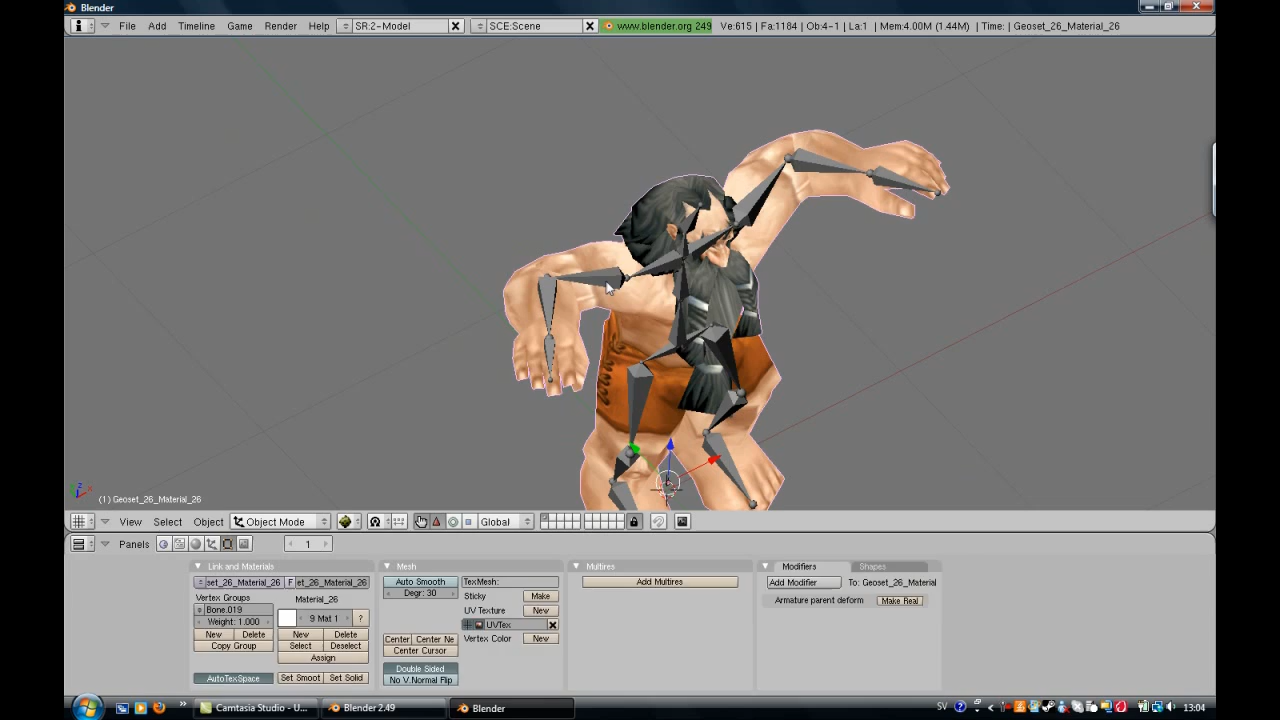 Blender
File Add Timeline Game Render Help SR:2-Model SCE:Scene www.blender.org 249 Ve:615 | Fa:1184 | Ob:4-1 | La:1 | Mem:4.00M (1.44M) | Time: | Geoset_26_Material_26
(1) Geoset_26_Material_26
View Select Object Object Mode Global
Panels 1
Link and Materials
set_26_Material_26 F et_26_Material_26
Vertex Groups
Material_26
Bone.019
Weight: 1.000
9 Mat 1 ?
New Delete New Delete
Copy Group Select Deselect
Assign
AutoTexSpace Set Smoot Set Solid
Mesh
Auto Smooth
Degr: 30
TexMesh:
Sticky Make
UV Texture New
UVTex
Center Center Ne
Vertex Color New
Center Cursor
Double Sided
No V.Normal Flip
Multires
Add Multires
Modifiers Shapes
Add Modifier To: Geoset_26_Material
Armature parent deform Make Real
Camtasia Studio - U... Blender 2.49 Blender SV 13:04